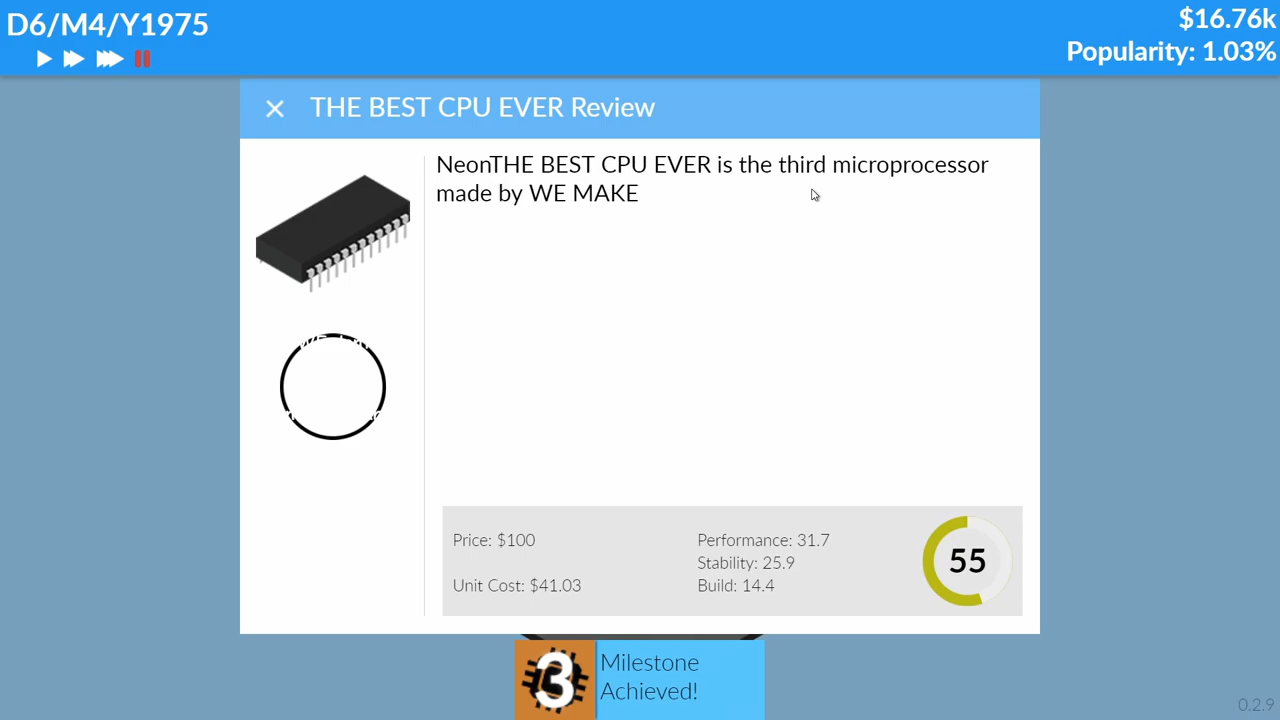 D6/M4/Y1975
$16.76k
Popularity: 1.03%
THE BEST CPU EVER Review
NeonTHE BEST CPU EVER is the third microprocessor
made by WE MAKE
Price: $100
Performance: 31.7
Stability: 25.9
Unit Cost: $41.03
Build: 14.4
55
3
Milestone
Achieved!
0.2.9